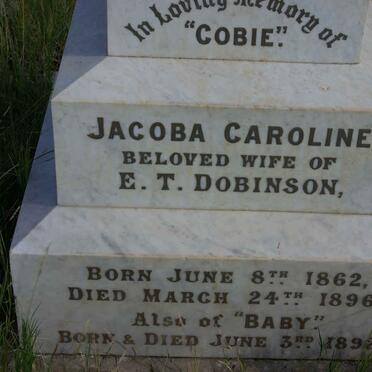 In Loving Memory of
"COBIE".
JACOBA CAROLINE
BELOVED WIFE OF
E. T. DOBINSON,
BORN JUNE 8TH 1862,
DIED MARCH 24TH 1896
Also of "BABY"
BORN & DIED JUNE 3RD